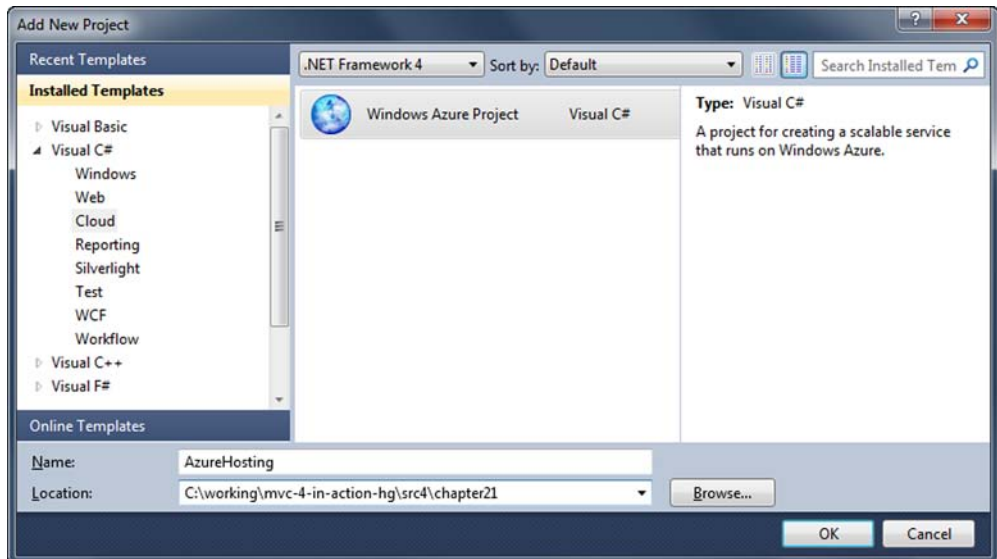 Add New Project
Recent Templates
.NET Framework 4 Sort by: Default Search Installed Tem
Installed Templates
Visual Basic
Visual C#
Windows
Web
Cloud
Reporting
Silverlight
Test
WCF
Workflow
Visual C++
Visual F#
Online Templates
Windows Azure Project Visual C#
Type: Visual C#
A project for creating a scalable service
that runs on Windows Azure.
Name: AzureHosting
Location: C:\working\mvc-4-in-action-hg\src4\chapter21 Browse...
OK Cancel